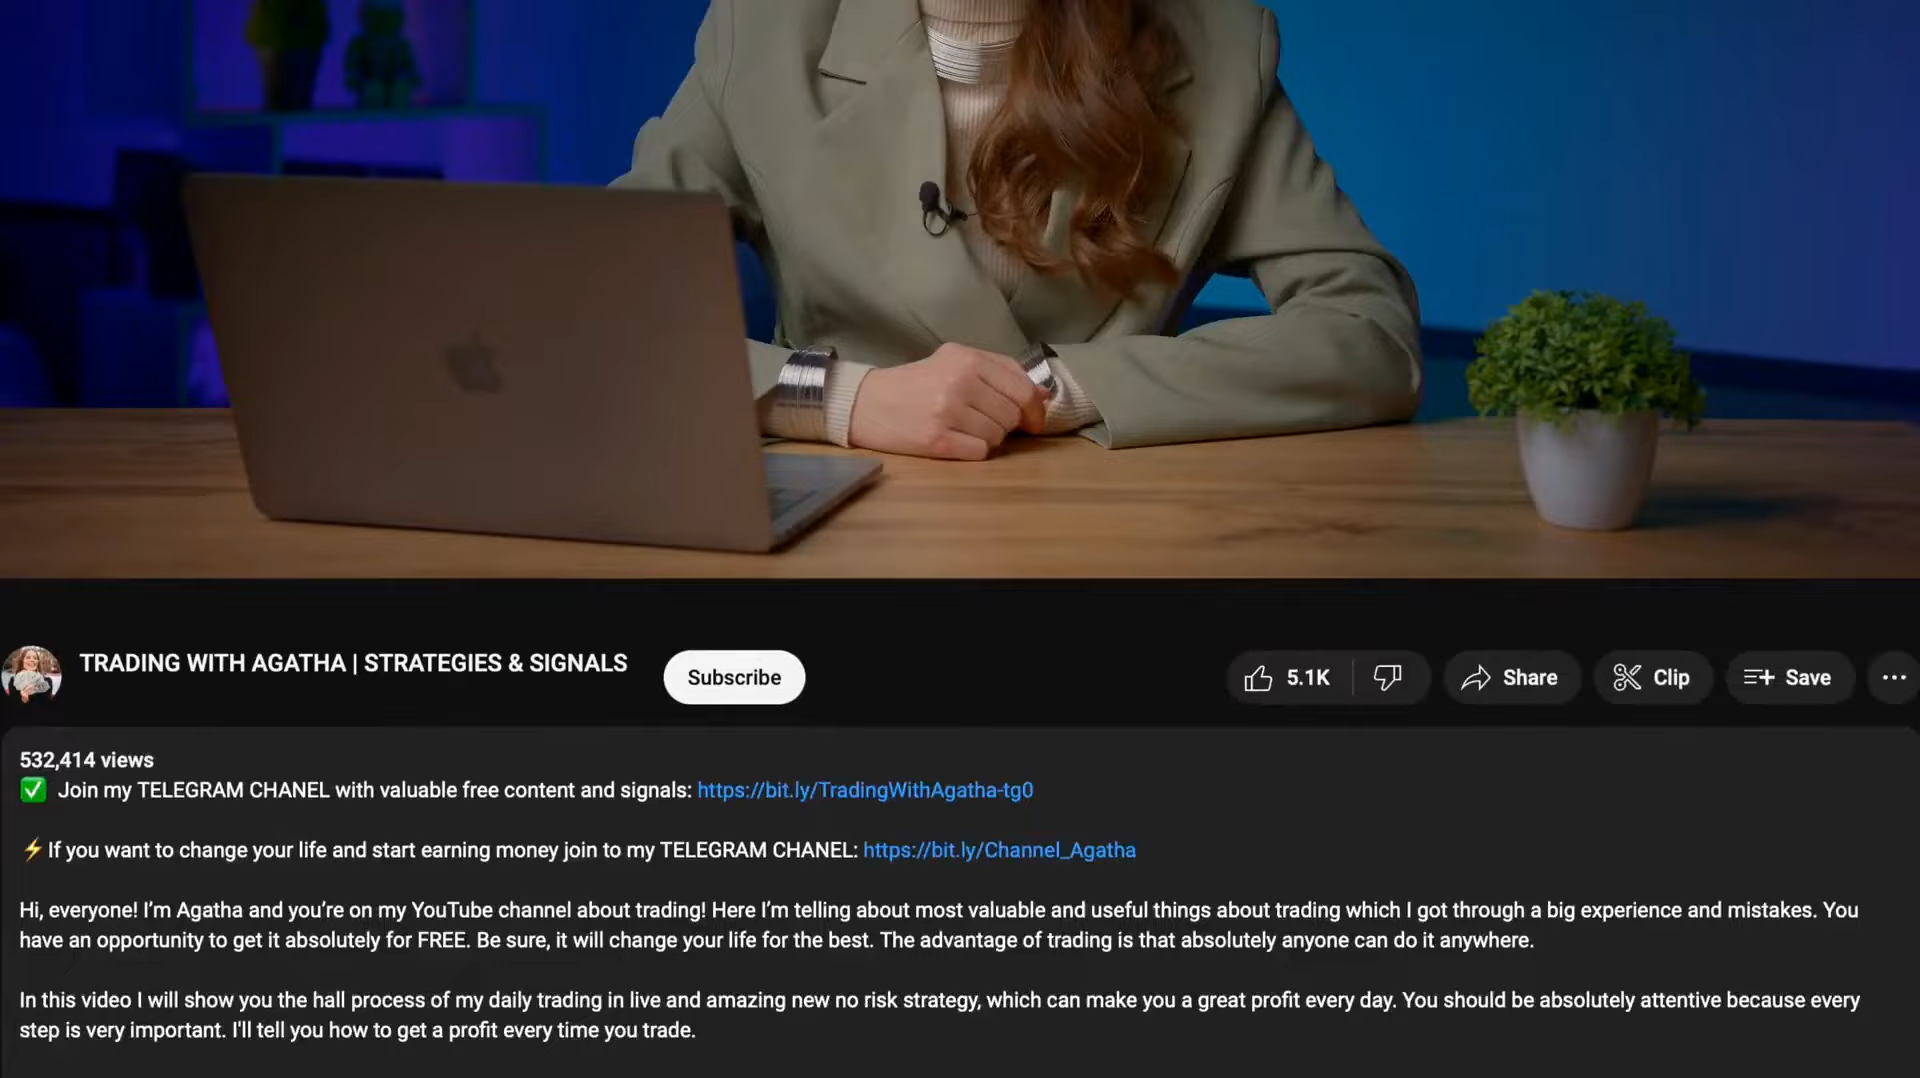 TRADING WITH AGATHA | STRATEGIES & SIGNALS
Subscribe
5.1K
Share
Clip
Save
532,414 views
✅ Join my TELEGRAM CHANEL with valuable free content and signals: https://bit.ly/TradingWithAgatha-tg0
⚡If you want to change your life and start earning money join to my TELEGRAM CHANEL: https://bit.ly/Channel_Agatha
Hi, everyone! I’m Agatha and you’re on my YouTube channel about trading! Here I’m telling about most valuable and useful things about trading which I got through a big experience and mistakes. You
have an opportunity to get it absolutely for FREE. Be sure, it will change your life for the best. The advantage of trading is that absolutely anyone can do it anywhere.
In this video I will show you the hall process of my daily trading in live and amazing new no risk strategy, which can make you a great profit every day. You should be absolutely attentive because every
step is very important. I'll tell you how to get a profit every time you trade.